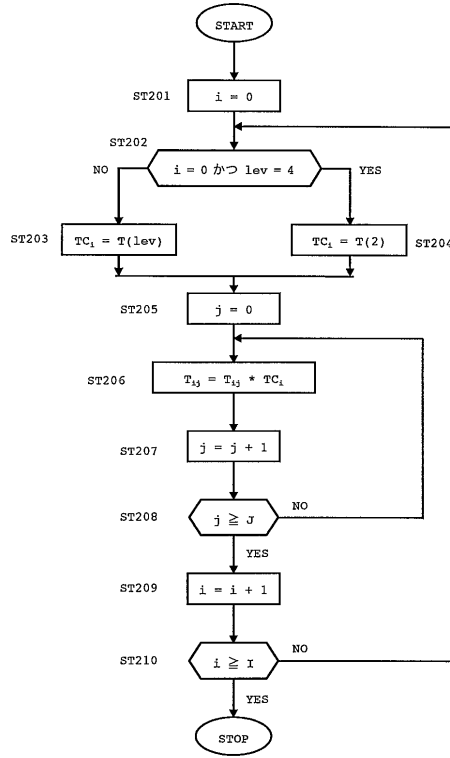 START
ST201
i = 0
ST202
i = 0 かつ lev = 4
NO
YES
ST203
TCi = T(lev)
TCi = T(2)
ST204
ST205
j = 0
ST206
Tij = Tij * TCi
ST207
j = j + 1
ST208
j ≧ J
NO
YES
ST209
i = i + 1
ST210
i ≧ I
NO
YES
STOP